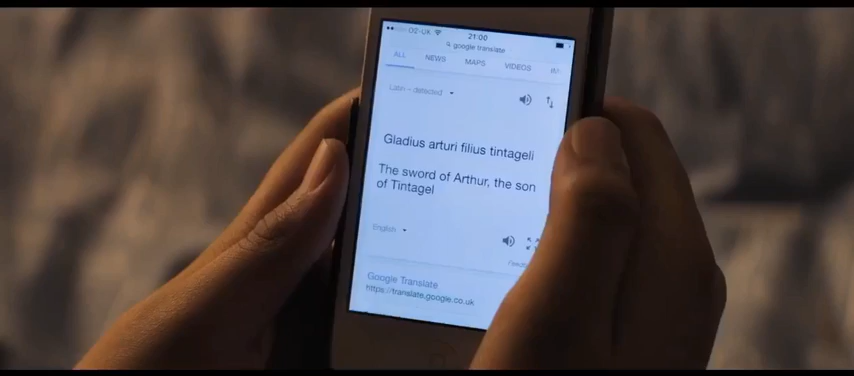 O2-UK 21:00
google translate
ALL NEWS MAPS VIDEOS
Latin – detected
Gladius arturi filius tintageli
The sword of Arthur, the son
of Tintagel
English
Google Translate
https://translate.google.co.uk